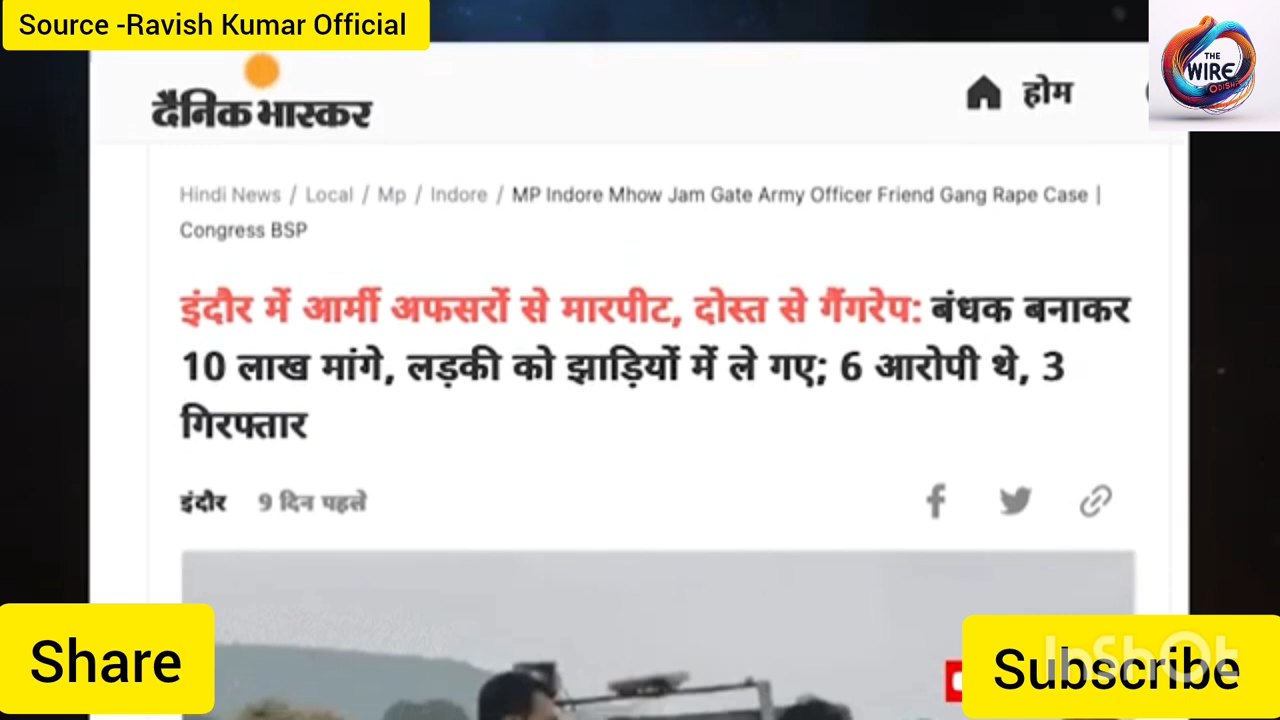 Source -Ravish Kumar Official
THE
WIRE
ODISHA
दैनिक भास्कर
होम
Hindi News / Local / Mp / Indore / MP Indore Mhow Jam Gate Army Officer Friend Gang Rape Case |
Congress BSP
इंदौर में आर्मी अफसरों से मारपीट, दोस्त से गैंगरेप: बंधक बनाकर
10 लाख मांगे, लड़की को झाड़ियों में ले गए; 6 आरोपी थे, 3
गिरफ्तार
इंदौर 9 दिन पहले
Share
Subscribe
InShOt